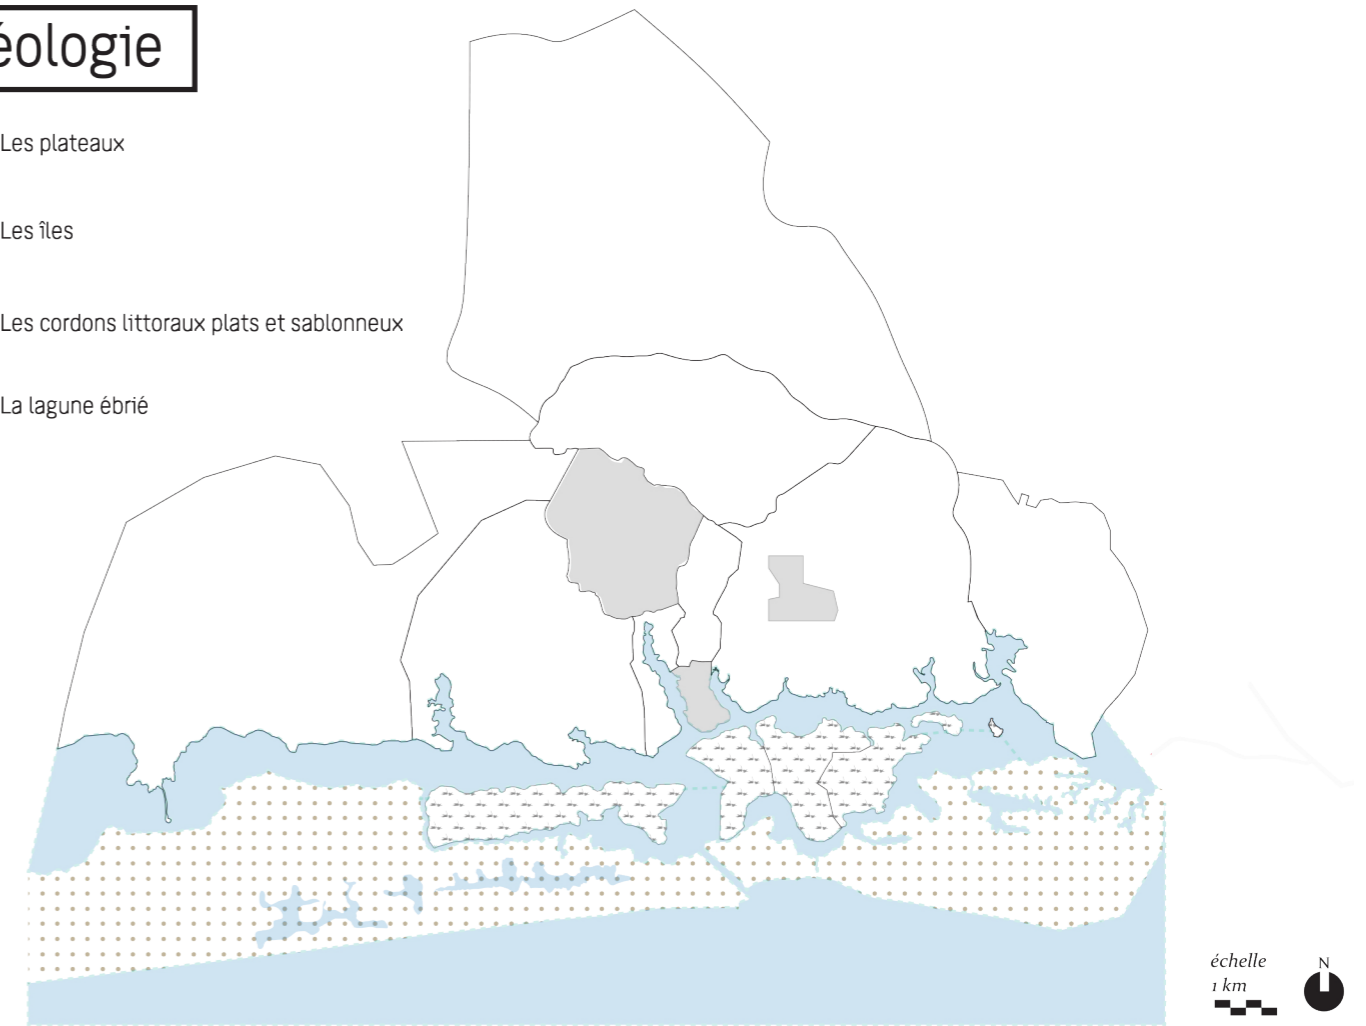 éologie
Les plateaux
Les îles
Les cordons littoraux plats et sablonneux
La lagune ébrié
échelle
1 km
N